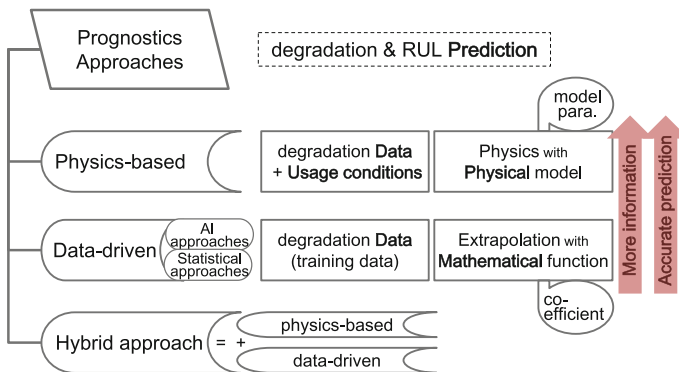 Prognostics
Approaches
degradation & RUL Prediction
model
para.
Physics-based
degradation Data
+ Usage conditions
Physics with
Physical model
Data-driven
AI
approaches
Statistical
approaches
degradation Data
(training data)
Extrapolation with
Mathematical function
co-
efficient
More information
Accurate prediction
Hybrid approach = +
physics-based
data-driven